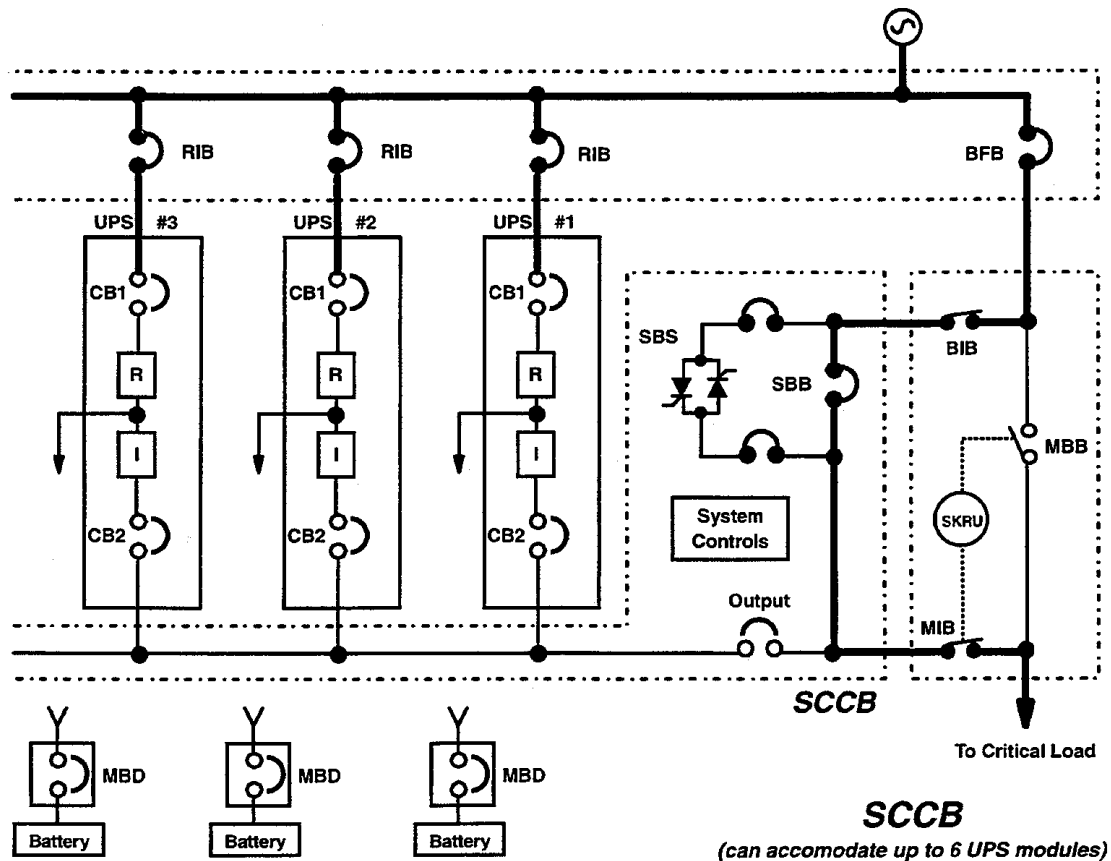 RIB
RIB
RIB
BFB
UPS #3
UPS #2
UPS #1
CB1
CB1
CB1
SBS
SBB
BIB
R
R
R
MBB
I
I
I
System
Controls
SKRU
CB2
CB2
CB2
Output
MIB
SCCB
To Critical Load
MBD
MBD
MBD
Battery
Battery
Battery
SCCB
(can accomodate up to 6 UPS modules)